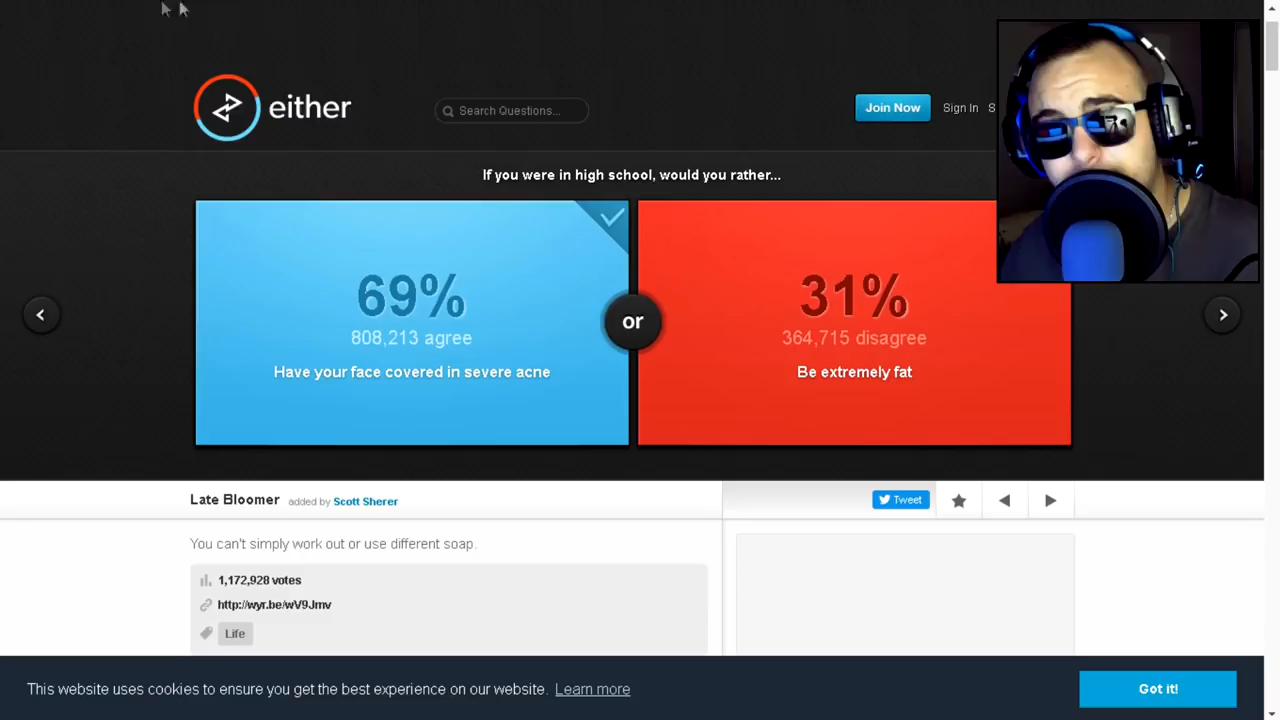 either
Search Questions...
Join Now
Sign In
S
If you were in high school, would you rather...
69%
808,213 agree
Have your face covered in severe acne
or
31%
364,715 disagree
Be extremely fat
Late Bloomer added by Scott Sherer
Tweet
You can't simply work out or use different soap.
1,172,928 votes
http://wyr.be/wV9Jmv
Life
This website uses cookies to ensure you get the best experience on our website. Learn more
Got it!